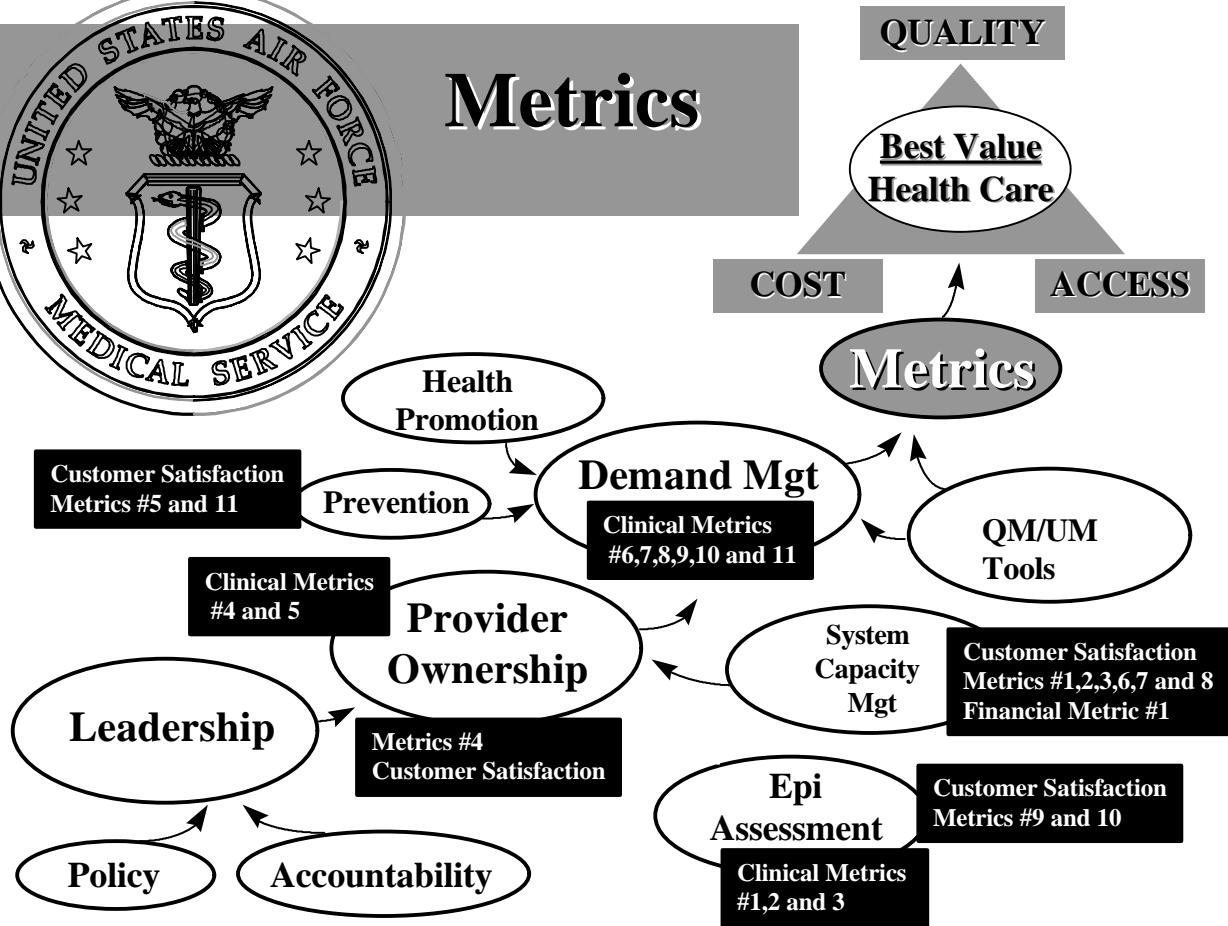 UNITED STATES AIR FORCE
MEDICAL SERVICE
Metrics
QUALITY
Best Value
Health Care
COST
ACCESS
Metrics
Health
Promotion
Customer Satisfaction
Metrics #5 and 11
Prevention
Demand Mgt
Clinical Metrics
#6,7,8,9,10 and 11
QM/UM
Tools
Clinical Metrics
#4 and 5
Provider
Ownership
System
Capacity
Mgt
Customer Satisfaction
Metrics #1,2,3,6,7 and 8
Financial Metric #1
Leadership
Metrics #4
Customer Satisfaction
Epi
Assessment
Customer Satisfaction
Metrics #9 and 10
Clinical Metrics
#1,2 and 3
Policy
Accountability